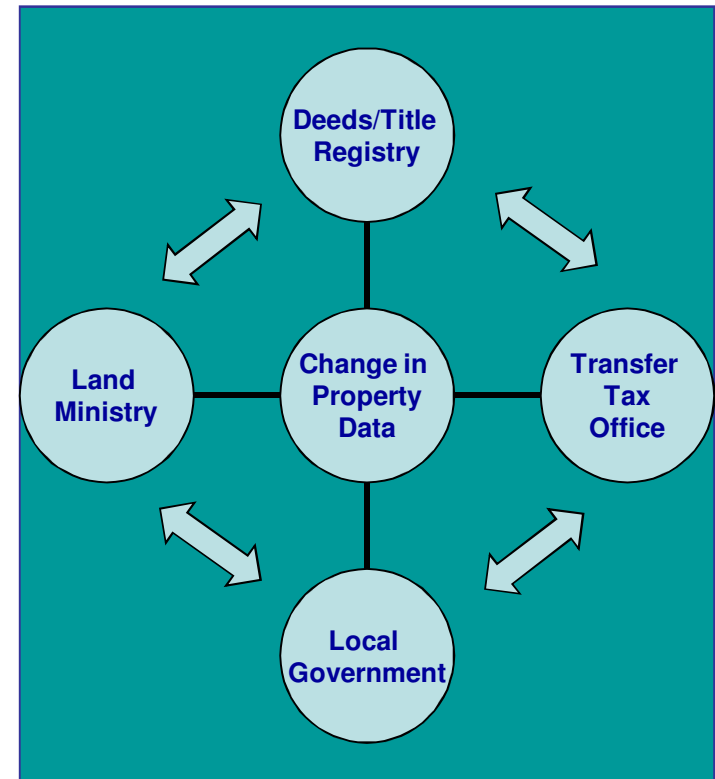 Deeds/Title
Registry
Land
Ministry
Change in
Property
Data
Transfer
Tax
Office
Local
Government